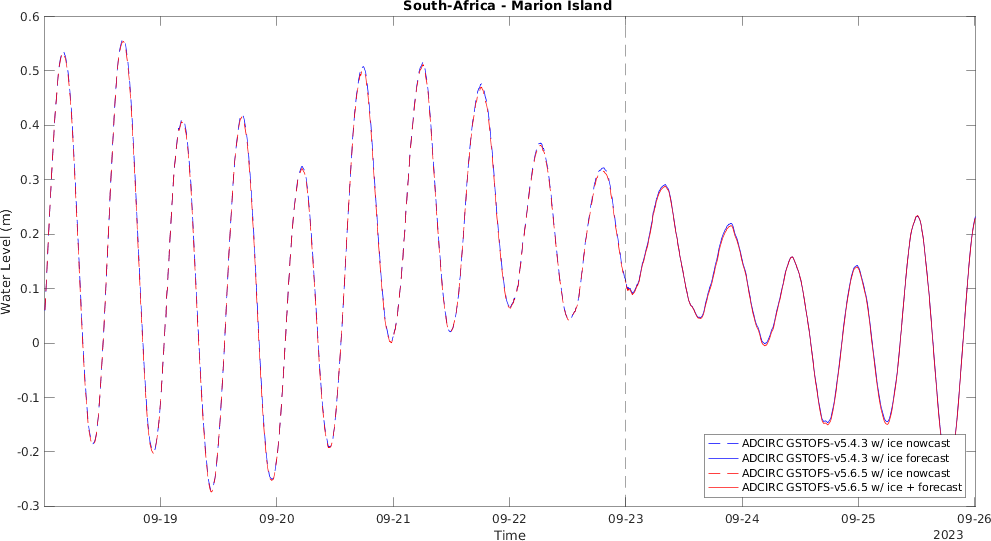 South-Africa - Marion Island
Water Level (m)
0.6
0.5
0.4
0.3
0.2
0.1
0
-0.1
-0.2
-0.3
ADCIRC GSTOFS-v5.4.3 w/ ice nowcast
ADCIRC GSTOFS-v5.4.3 w/ ice forecast
ADCIRC GSTOFS-v5.6.5 w/ ice nowcast
ADCIRC GSTOFS-v5.6.5 w/ ice + forecast
09-19 09-20 09-21 09-22 09-23 09-24 09-25 09-26
Time
2023